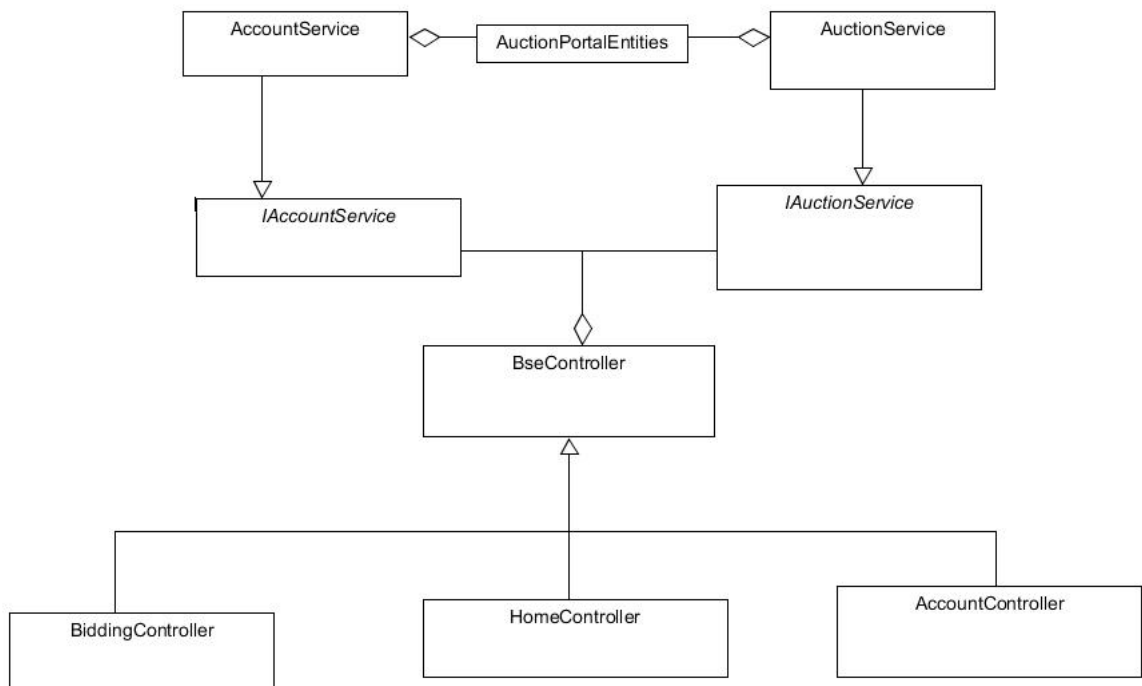 AccountService
AuctionPortalEntities
AuctionService
IAccountService
IAuctionService
BseController
BiddingController
HomeController
AccountController